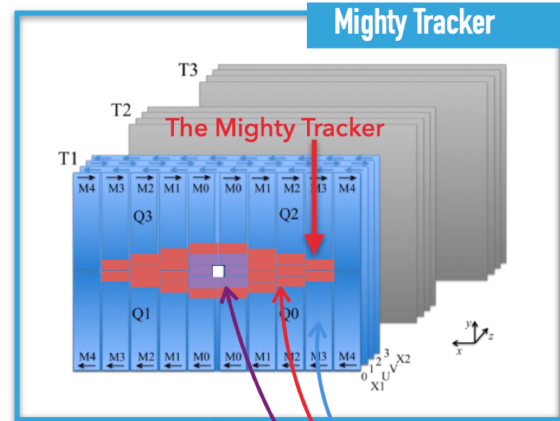 Mighty Tracker
T3
T2
The Mighty Tracker
T1
M4 M3 M2 M1 M0 M0 M1 M2 M3 M4
Q3 Q2
Q1 Q0
y
z
x
M4 M3 M2 M1 M0 M0 M1 M2 M3 M4
0 1 2 3
X1 U V X2